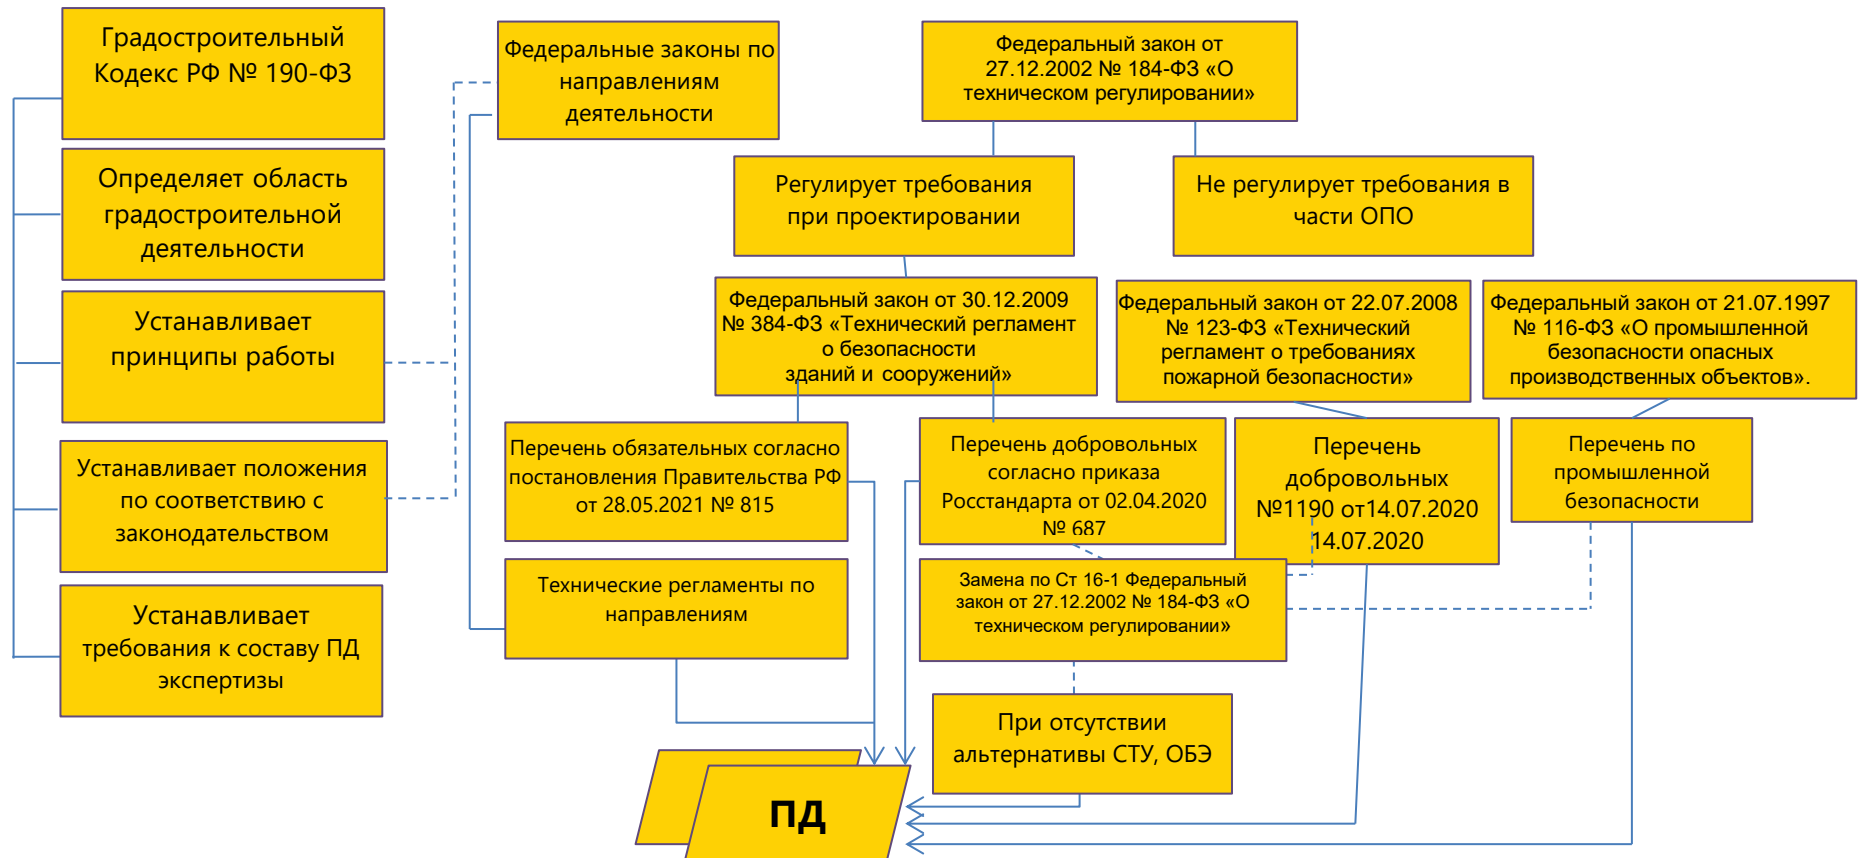 Градостроительный
Кодекс РФ № 190-ФЗ
Определяет область
градостроительной
деятельности
Устанавливает
принципы работы
Устанавливает положения
по соответствию с
законодательством
Устанавливает
требования к составу ПД
экспертизы
Федеральные законы по
направлениям
деятельности
Федеральный закон от
27.12.2002 № 184-ФЗ «О
техническом регулировании»
Регулирует требования
при проектировании
Не регулирует требования в
части ОПО
Федеральный закон от 30.12.2009
№ 384-ФЗ «Технический регламент
о безопасности
зданий и сооружений»
Федеральный закон от 22.07.2008
№ 123-ФЗ «Технический
регламент о требованиях
пожарной безопасности»
Федеральный закон от 21.07.1997
№ 116-ФЗ «О промышленной
безопасности опасных
производственных объектов».
Перечень обязательных согласно
постановления Правительства РФ
от 28.05.2021 № 815
Перечень добровольных
согласно приказа
Росстандарта от 02.04.2020
№ 687
Перечень
добровольных
№1190 от14.07.2020
14.07.2020
Перечень по
промышленной
безопасности
Технические регламенты по
направлениям
Замена по Ст 16-1 Федеральный
закон от 27.12.2002 № 184-ФЗ «О
техническом регулировании»
При отсутствии
альтернативы СТУ, ОБЭ
ПД